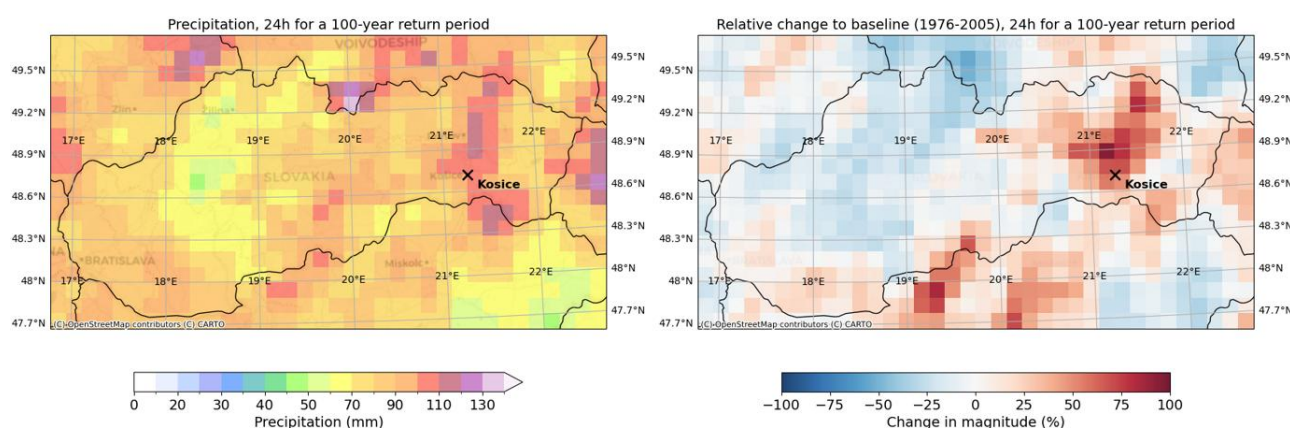 Precipitation, 24h for a 100-year return period
VOIVODESHIP
49.5°N 49.5°N
49.2°N 49.2°N
Zlín
Žilina
17°E 18°E 19°E 20°E 21°E 22°E
48.9°N 48.9°N
SLOVAKIA
Kosice
48.6°N 48.6°N
48.3°N 48.3°N
BRATISLAVA
Miskolc
48°N 48°N
17°E 18°E 19°E 20°E 21°E 22°E
47.7°N 47.7°N
(C) OpenStreetMap contributors (C) CARTO
0 20 30 40 50 60 70 90 110 130
Precipitation (mm)
Relative change to baseline (1976-2005), 24h for a 100-year return period
49.5°N 49.5°N
49.2°N 49.2°N
17°E 18°E 19°E 20°E 21°E 22°E
48.9°N 48.9°N
Kosice
48.6°N 48.6°N
48.3°N 48.3°N
48°N 48°N
17°E 18°E 19°E 20°E 21°E 22°E
47.7°N 47.7°N
(C) OpenStreetMap contributors (C) CARTO
−100 −75 −50 −25 0 25 50 75 100
Change in magnitude (%)